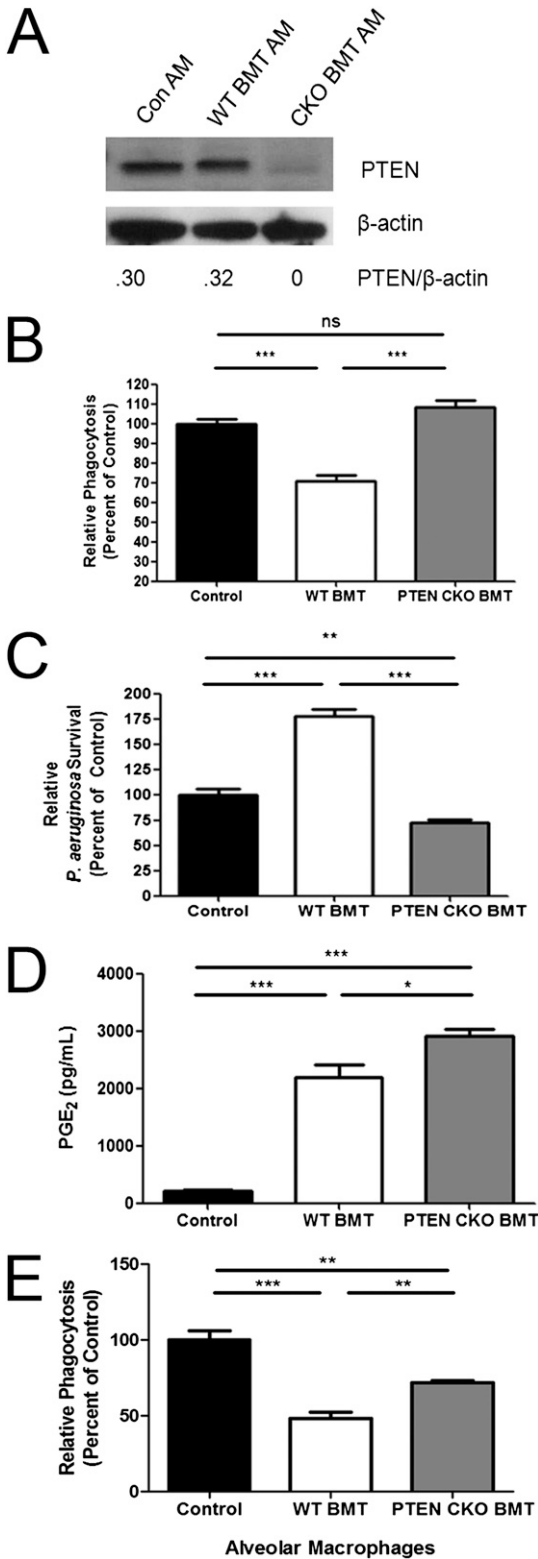 A
Con AM
WT BMT AM
CKO BMT AM
PTEN
β-actin
.30 .32 0 PTEN/β-actin
B
ns
*** ***
Relative Phagocytosis
(Percent of Control)
120
110
100
90
80
70
60
50
40
30
20
Control WT BMT PTEN CKO BMT
C
**
*** ***
Relative
P. aeruginosa Survival
(Percent of Control)
200
175
150
125
100
75
50
25
0
Control WT BMT PTEN CKO BMT
D
***
*** *
PGE₂ (pg/mL)
4000
3000
2000
1000
0
Control WT BMT PTEN CKO BMT
E
**
*** **
Relative Phagocytosis
(Percent of Control)
150
100
50
0
Control WT BMT PTEN CKO BMT
Alveolar Macrophages